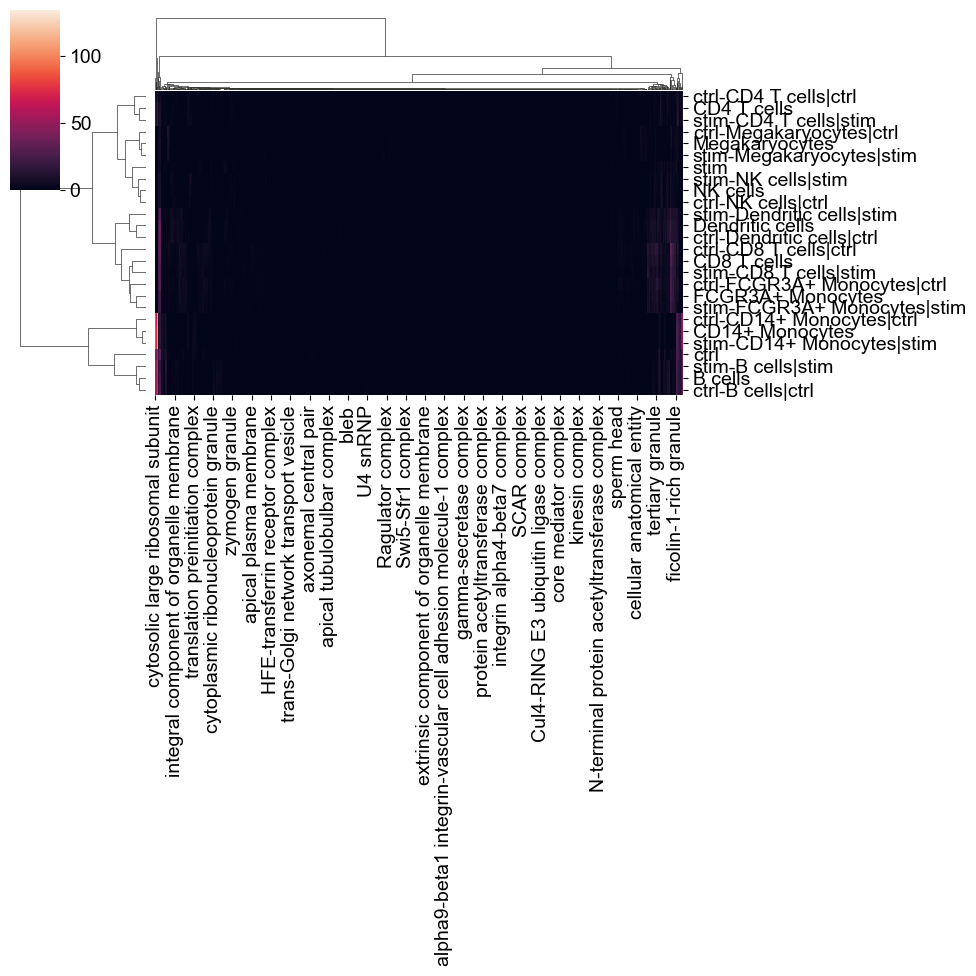 100
50
0
ctrl-CD4 T cells|ctrl
CD4 T cells
stim-CD4 T cells|stim
ctrl-Megakaryocytes|ctrl
Megakaryocytes
stim-Megakaryocytes|stim
stim
stim-NK cells|stim
NK cells
ctrl-NK cells|ctrl
stim-Dendritic cells|stim
Dendritic cells
ctrl-Dendritic cells|ctrl
ctrl-CD8 T cells|ctrl
CD8 T cells
stim-CD8 T cells|stim
ctrl-FCGR3A+ Monocytes|ctrl
FCGR3A+ Monocytes
stim-FCGR3A+ Monocytes|stim
ctrl-CD14+ Monocytes|ctrl
CD14+ Monocytes
stim-CD14+ Monocytes|stim
ctrl
stim-B cells|stim
B cells
ctrl-B cells|ctrl
cytosolic large ribosomal subunit
integral component of organelle membrane
translation preinitiation complex
cytoplasmic ribonucleoprotein granule
zymogen granule
apical plasma membrane
HFE-transferrin receptor complex
trans-Golgi network transport vesicle
axonemal central pair
apical tubulobulbar complex
bleb
U4 snRNP
Ragulator complex
Swi5-Sfr1 complex
extrinsic component of organelle membrane
alpha9-beta1 integrin-vascular cell adhesion molecule-1 complex
gamma-secretase complex
protein acetyltransferase complex
integrin alpha4-beta7 complex
SCAR complex
Cul4-RING E3 ubiquitin ligase complex
core mediator complex
kinesin complex
N-terminal protein acetyltransferase complex
sperm head
cellular anatomical entity
tertiary granule
ficolin-1-rich granule